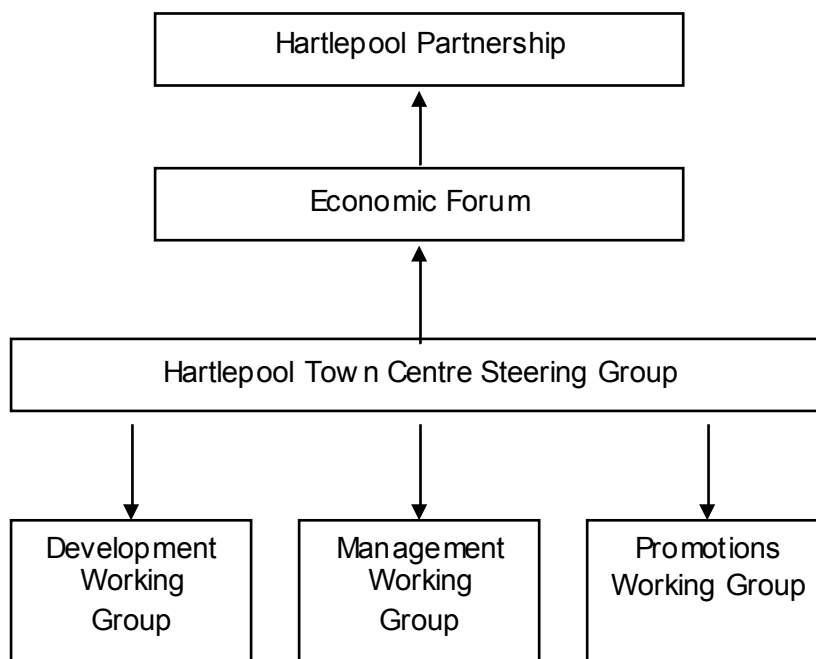 Hartlepool Partnership
Economic Forum
Hartlepool Town Centre Steering Group
Development
Working
Group
Management
Working
Group
Promotions
Working Group